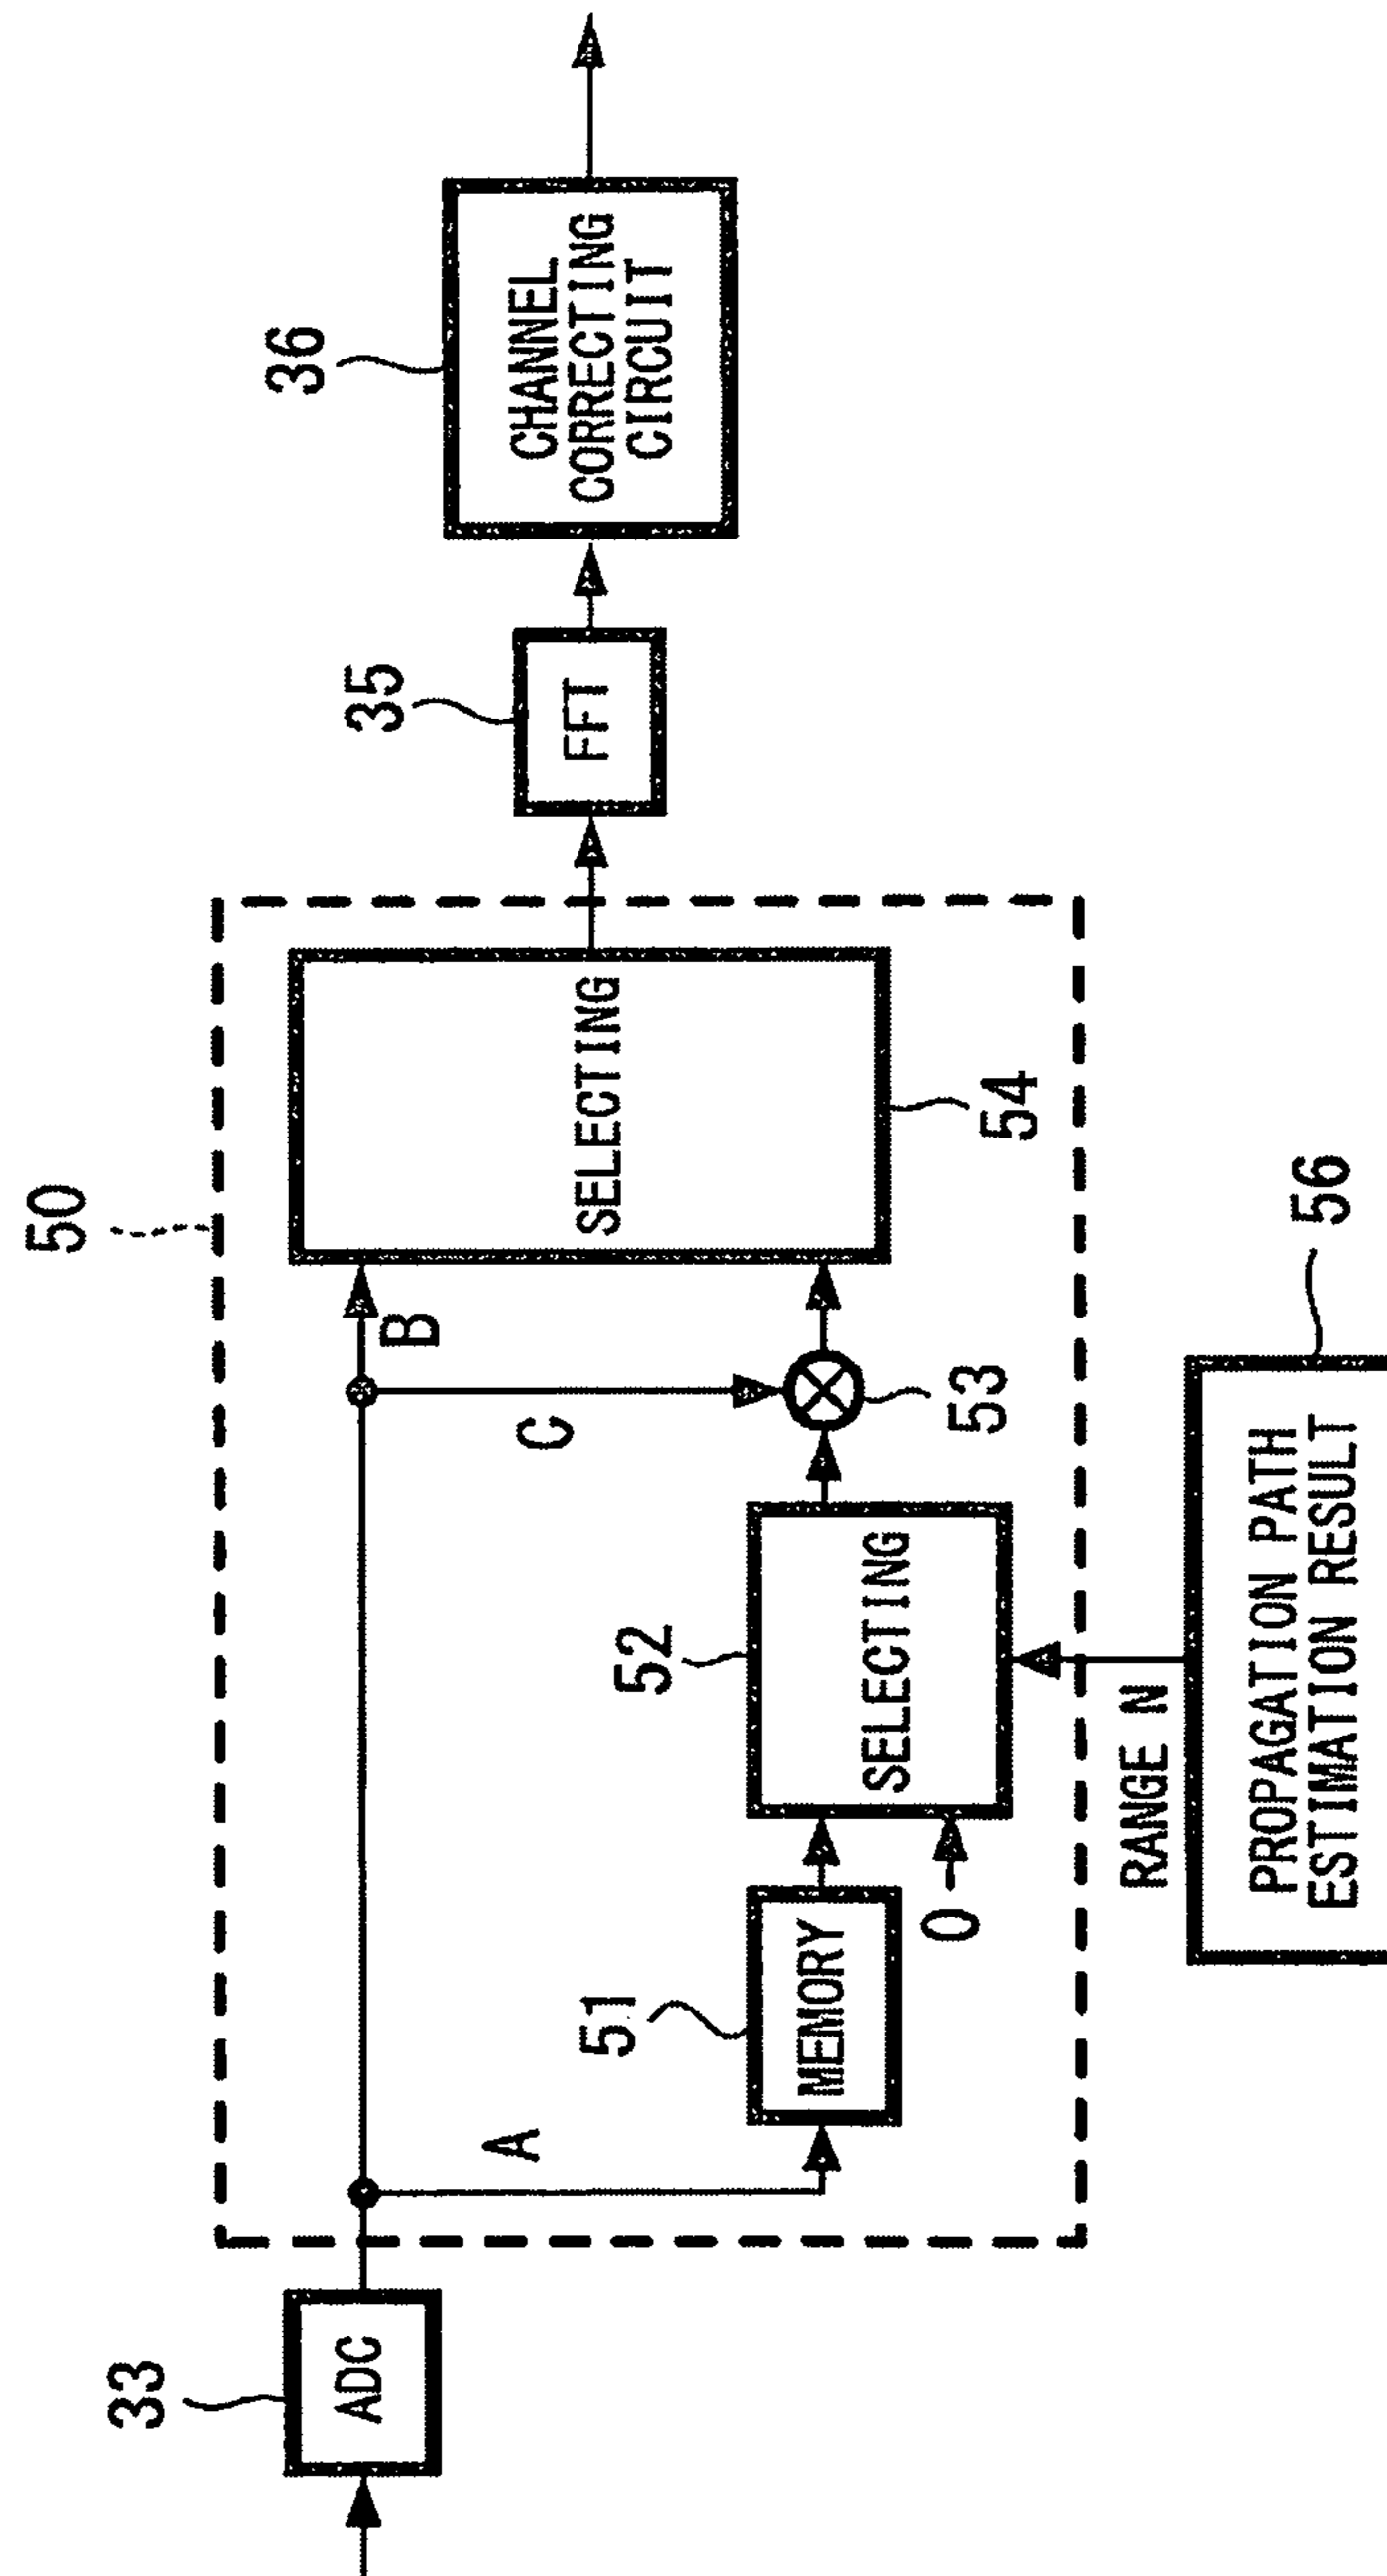 33
ADC
50
A
51
MEMORY
0
52
SELECTING
RANGE N
PROPAGATION PATH
ESTIMATION RESULT
56
C
53
B
SELECTING
54
35
FFT
36
CHANNEL
CORRECTING
CIRCUIT